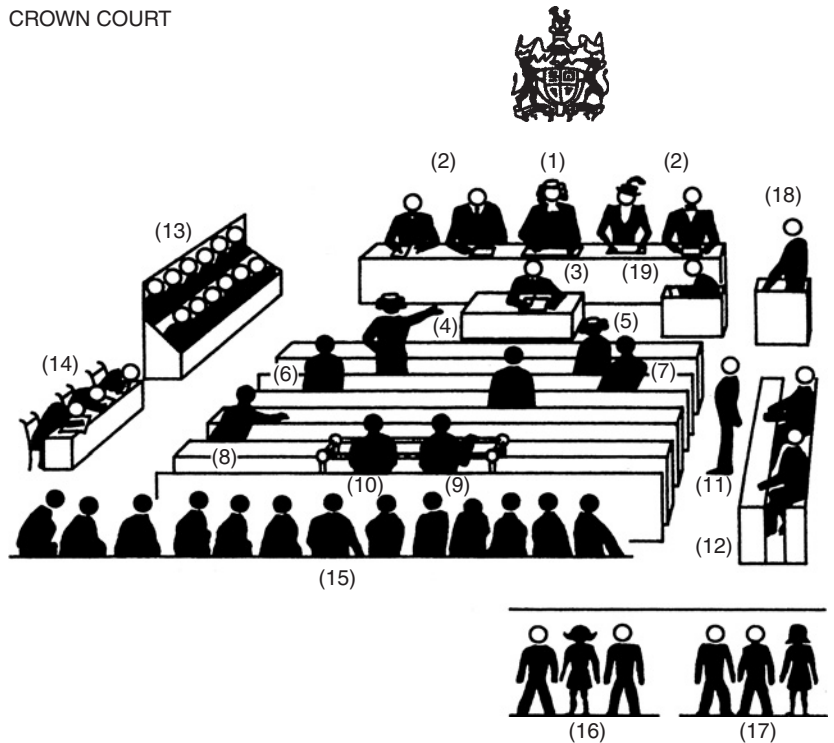 CROWN COURT
(2) (1) (2)
(18)
(13)
(3) (19)
(4) (5)
(14) (6) (7)
(8)
(10) (9) (11)
(12)
(15)
(16) (17)